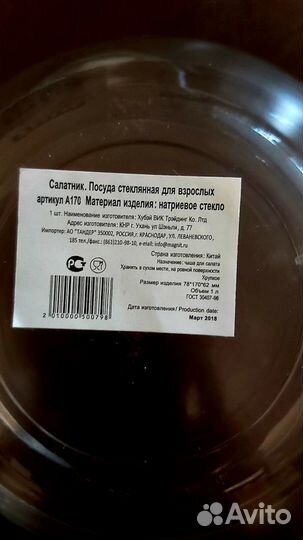 Салатник. Посуда стеклянная для взрослых
артикул А170 Материал изделия: натриевое стекло
1 шт. Наименование изготовителя: Хубэй ВИК Трэйдинг Ко. Лтд
Адрес изготовителя: КНР г. Ухань ул Шэньли, д. 77
Импортер: АО "ТАНДЕР" 350002, РОССИЯ, г. КРАСНОДАР, УЛ. ЛЕВАНЕВСКОГО,
185 тел./факс.: (861)210-98-10, e-mail: info@magnit.ru
Страна изготовитель: Китай
Назначение: чаша для салата
Хранить в сухом месте, на ровной поверхности
Хрупкое
Размер изделия 78*170*62 мм
Объем 1 л
ГОСТ 30407-96
Дата изготовления/ Production date:
Март 2018
2 010000 500798
Avito